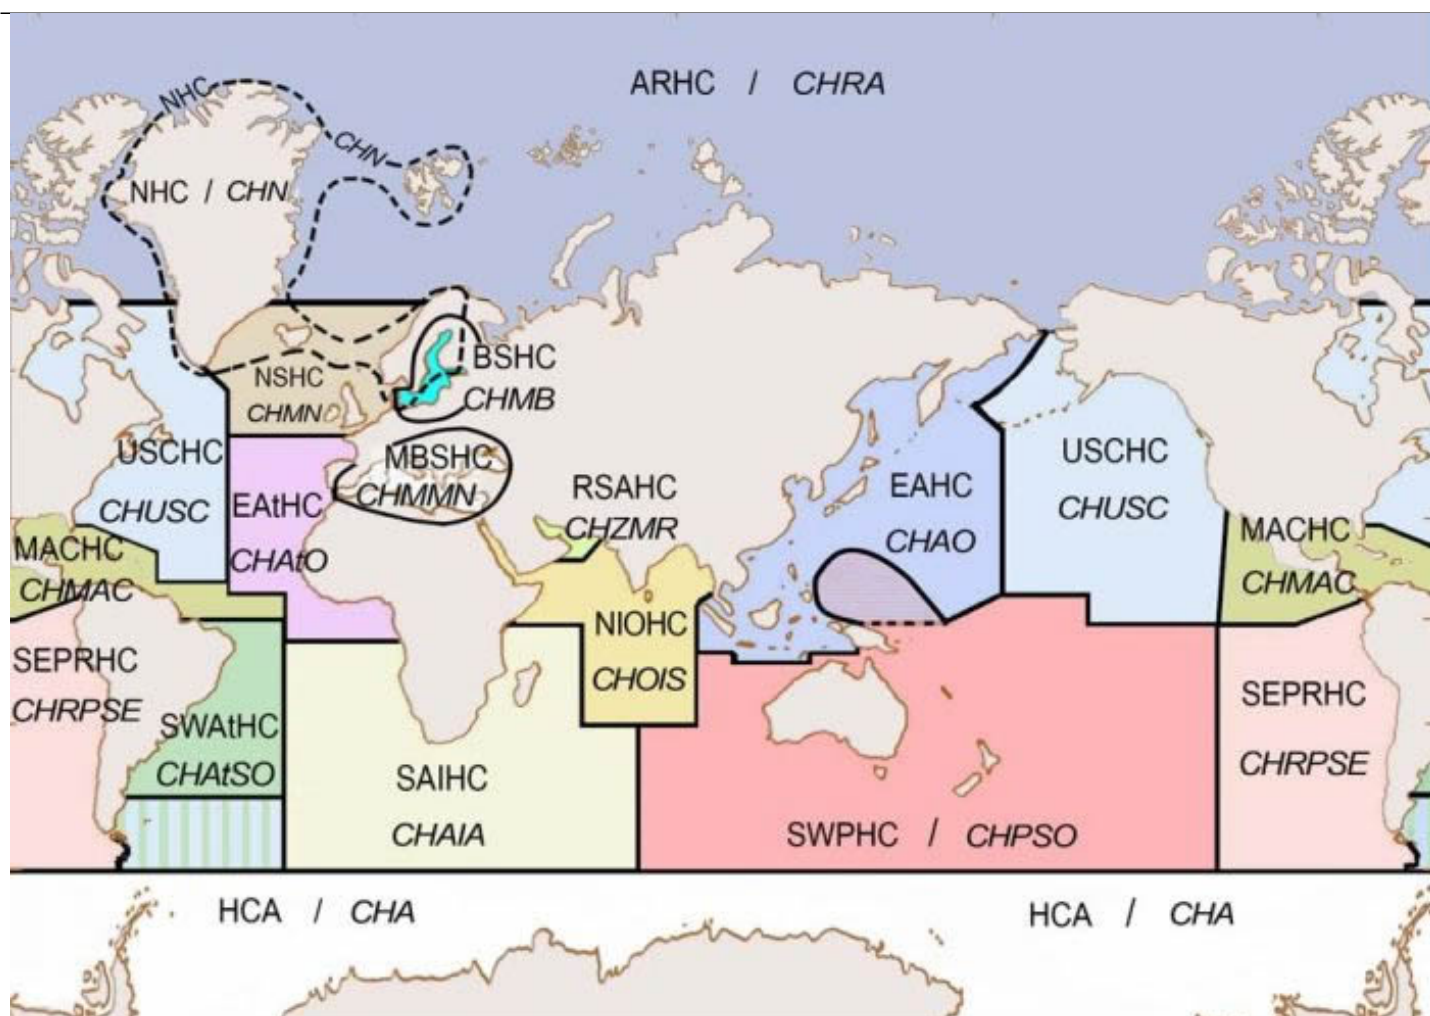 ARHC / CHRA
NHC
CHN
NHC / CHN
BSHC
CHMB
NSHC
CHMN
USCHC
CHUSC
MBSHC
CHMMN
EAtHC
CHAtO
RSAHC
CHZMR
EAHC
CHAO
USCHC
CHUSC
MACHC
CHMAC
MACHC
CHMAC
NIOHC
CHOIS
SEPRHC
CHRPSE
SWAtHC
CHAtSO
SAIHC
CHAIA
SWPHC / CHPSO
SEPRHC
CHRPSE
HCA / CHA
HCA / CHA